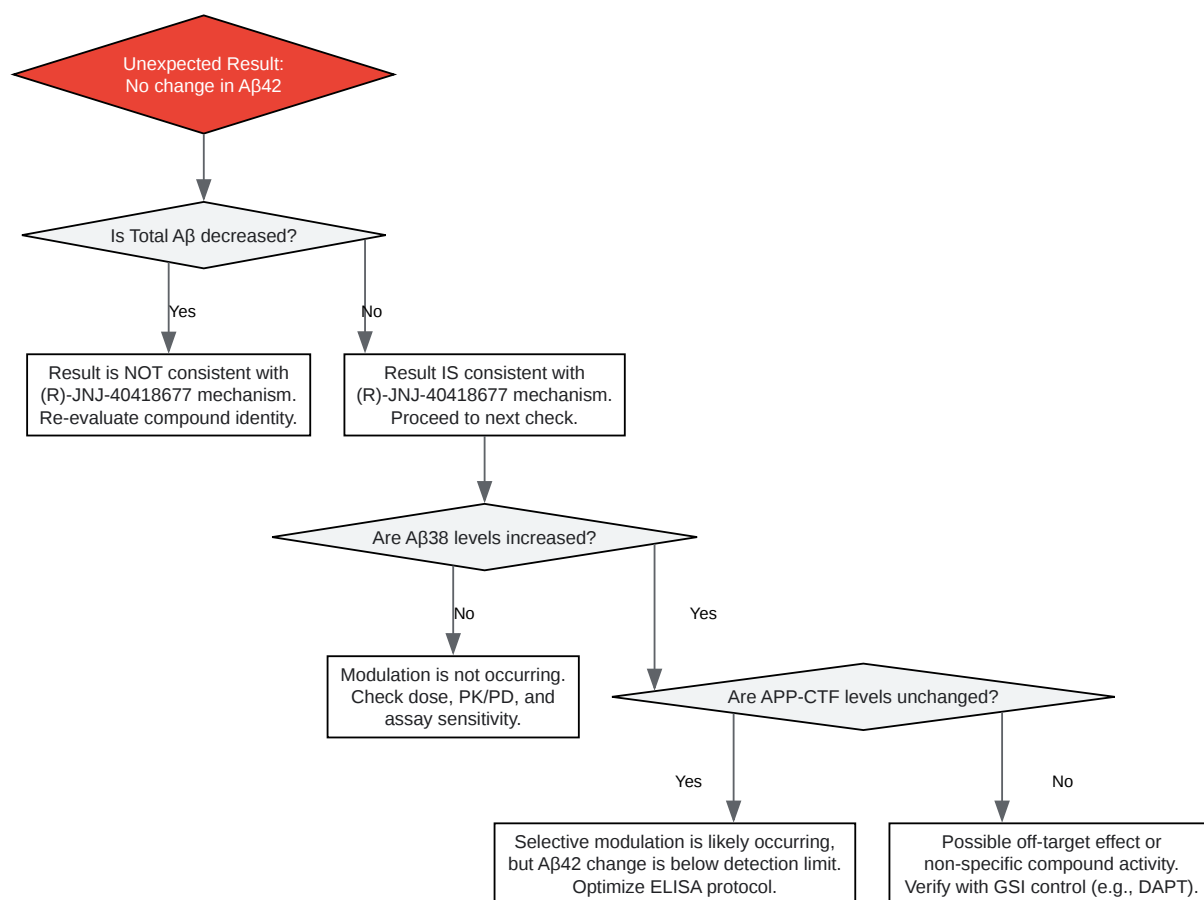 Unexpected Result:
No change in Aβ42
Is Total Aβ decreased?
Yes
No
Result is NOT consistent with
(R)-JNJ-40418677 mechanism.
Re-evaluate compound identity.
Result IS consistent with
(R)-JNJ-40418677 mechanism.
Proceed to next check.
Are Aβ38 levels increased?
No
Yes
Modulation is not occurring.
Check dose, PK/PD, and
assay sensitivity.
Are APP-CTF levels unchanged?
Yes
No
Selective modulation is likely occurring,
but Aβ42 change is below detection limit.
Optimize ELISA protocol.
Possible off-target effect or
non-specific compound activity.
Verify with GSI control (e.g., DAPT).